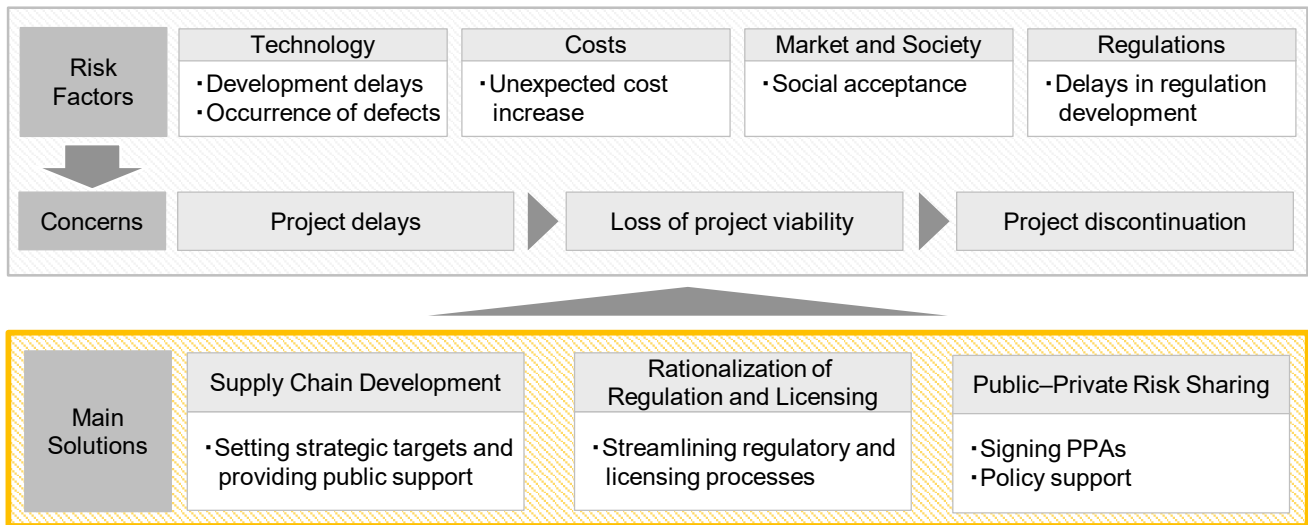 Risk
Factors
Technology
・Development delays
・Occurrence of defects
Costs
・Unexpected cost
increase
Market and Society
・Social acceptance
Regulations
・Delays in regulation
development
Concerns
Project delays
Loss of project viability
Project discontinuation
Main
Solutions
Supply Chain Development
・Setting strategic targets and
providing public support
Rationalization of
Regulation and Licensing
・Streamlining regulatory and
licensing processes
Public–Private Risk Sharing
・Signing PPAs
・Policy support